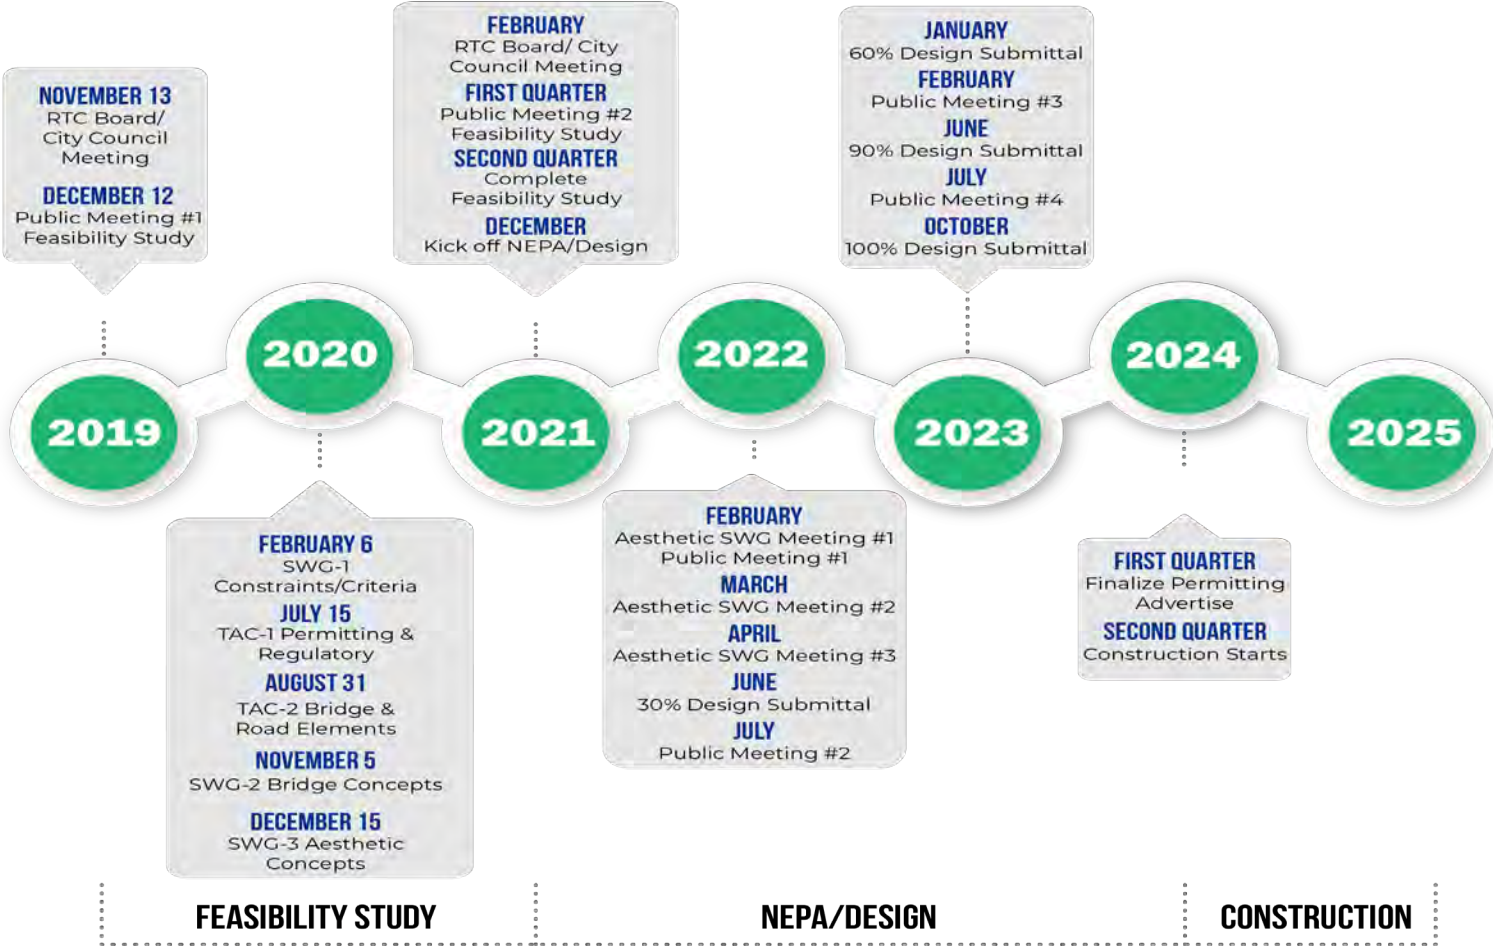 NOVEMBER 13
RTC Board/
City Council
Meeting
DECEMBER 12
Public Meeting #1
Feasibility Study
FEBRUARY
RTC Board/ City
Council Meeting
FIRST QUARTER
Public Meeting #2
Feasibility Study
SECOND QUARTER
Complete
Feasibility Study
DECEMBER
Kick off NEPA/Design
JANUARY
60% Design Submittal
FEBRUARY
Public Meeting #3
JUNE
90% Design Submittal
JULY
Public Meeting #4
OCTOBER
100% Design Submittal
2019
2020
2021
2022
2023
2024
2025
FEBRUARY 6
SWG-1
Constraints/Criteria
JULY 15
TAC-1 Permitting &
Regulatory
AUGUST 31
TAC-2 Bridge &
Road Elements
NOVEMBER 5
SWG-2 Bridge Concepts
DECEMBER 15
SWG-3 Aesthetic
Concepts
FEBRUARY
Aesthetic SWG Meeting #1
Public Meeting #1
MARCH
Aesthetic SWG Meeting #2
APRIL
Aesthetic SWG Meeting #3
JUNE
30% Design Submittal
JULY
Public Meeting #2
FIRST QUARTER
Finalize Permitting
Advertise
SECOND QUARTER
Construction Starts
FEASIBILITY STUDY
NEPA/DESIGN
CONSTRUCTION